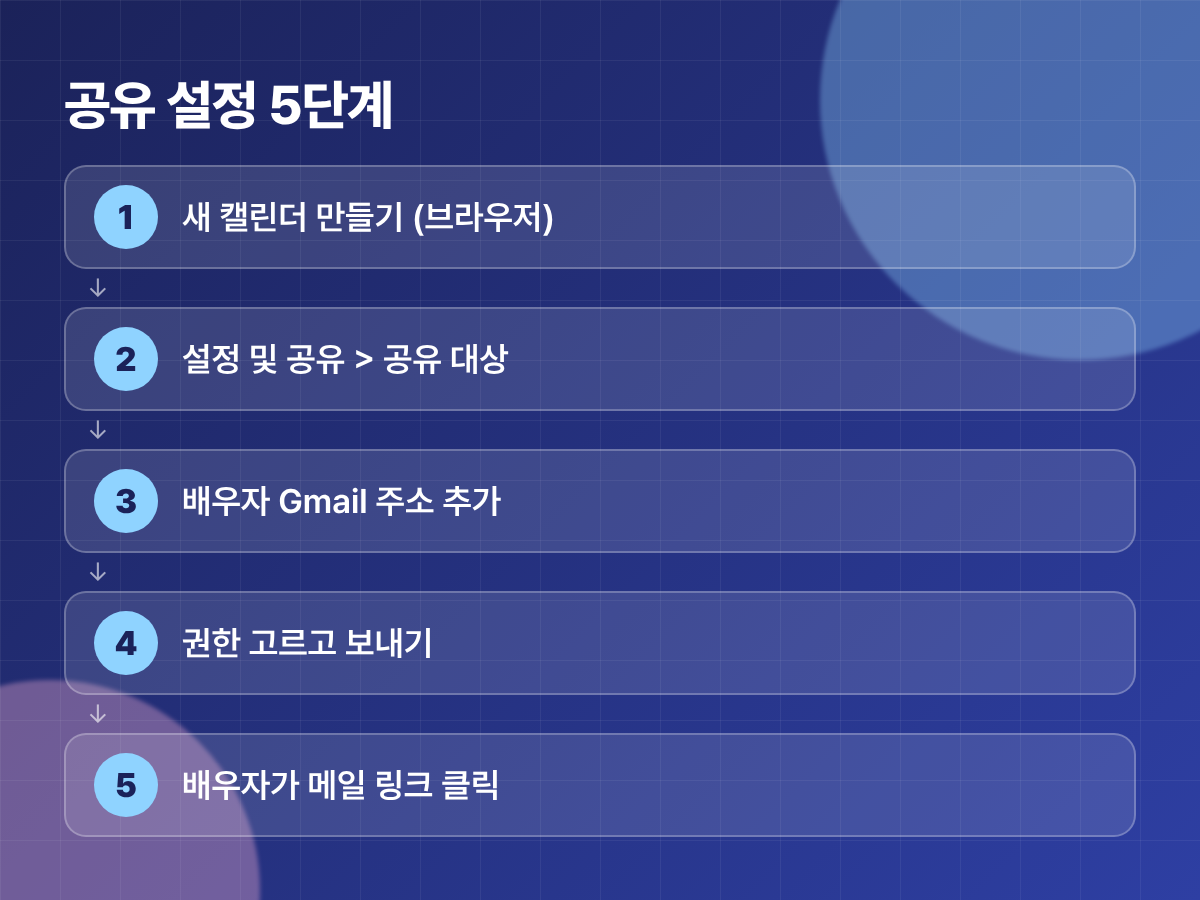 공유 설정 5단계
1 새 캘린더 만들기 (브라우저)
↓
2 설정 및 공유 > 공유 대상
↓
3 배우자 Gmail 주소 추가
↓
4 권한 고르고 보내기
↓
5 배우자가 메일 링크 클릭